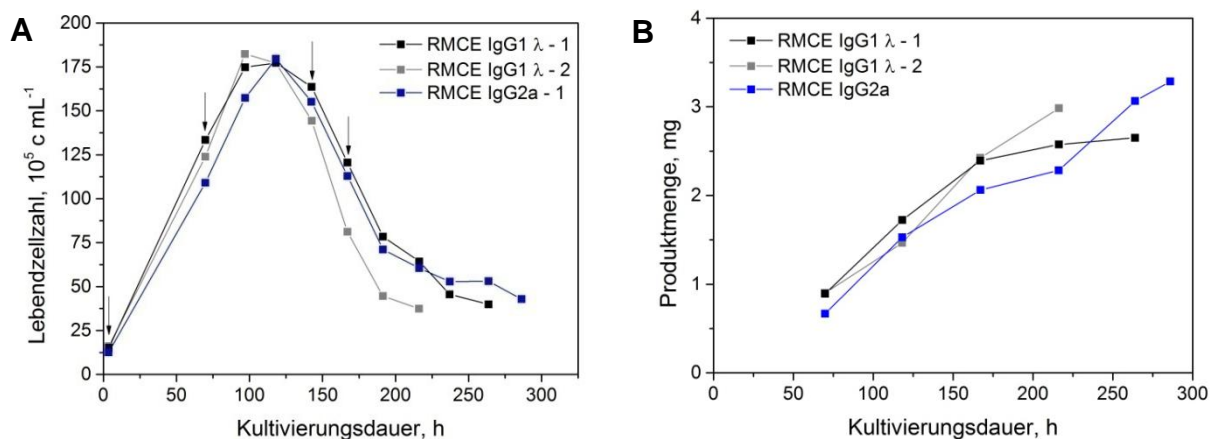 A
Lebendzellzahl, 10⁵ c mL⁻¹
200
175
150
125
100
75
50
25
0
RMCE IgG1 λ - 1
RMCE IgG1 λ - 2
RMCE IgG2a - 1
0 50 100 150 200 250 300
Kultivierungsdauer, h
B
Produktmenge, mg
4
3
2
1
0
RMCE IgG1 λ - 1
RMCE IgG1 λ - 2
RMCE IgG2a
0 50 100 150 200 250 300
Kultivierungsdauer, h